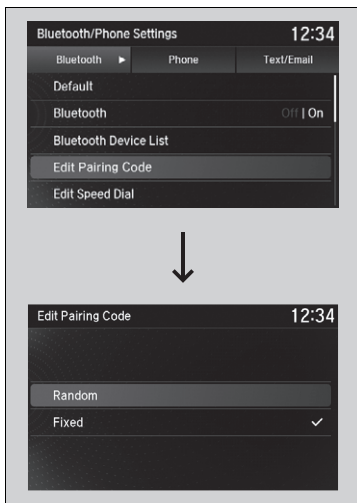 Bluetooth/Phone Settings 12:34
Bluetooth ► Phone Text/Email
Default
Bluetooth Off | On
Bluetooth Device List
Edit Pairing Code
Edit Speed Dial
Edit Pairing Code 12:34
Random
Fixed ✓